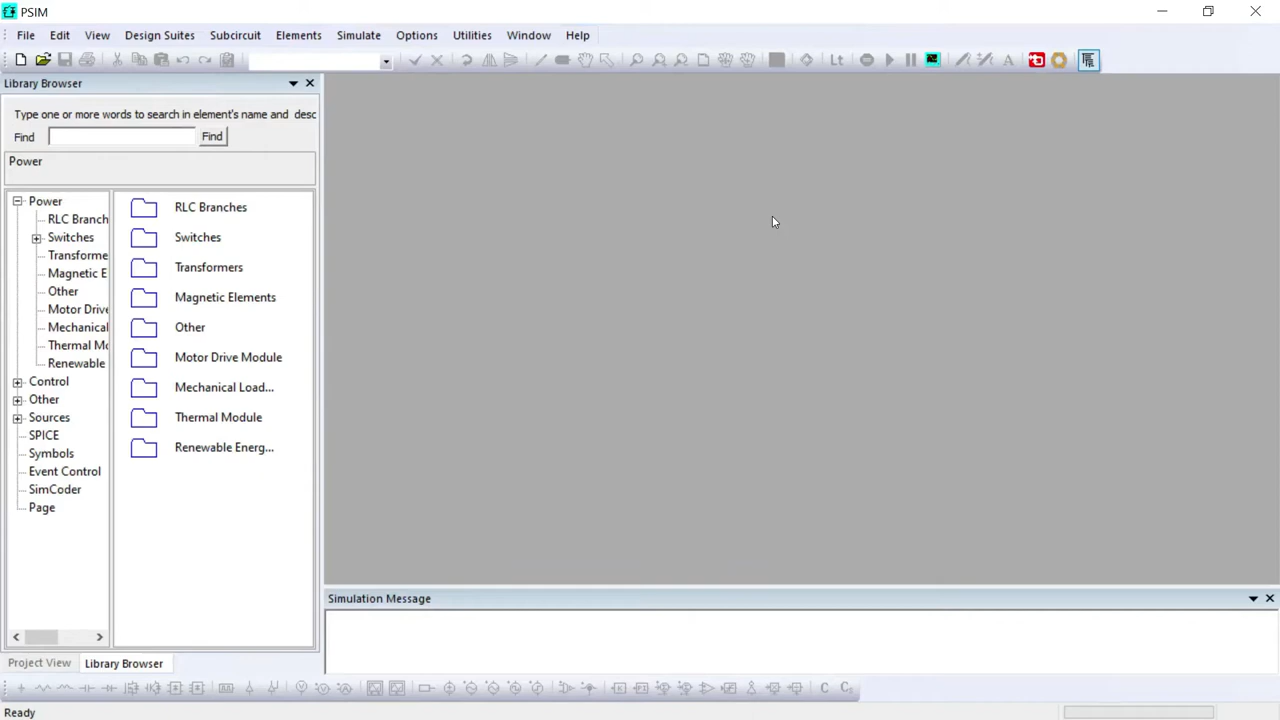 PSIM
File Edit View Design Suites Subcircuit Elements Simulate Options Utilities Window Help
Lt A
Library Browser
Type one or more words to search in element's name and desc
Find Find
Power
Power
RLC Branch
Switches
Transforme
Magnetic E
Other
Motor Drive
Mechanical
Thermal Mo
Renewable
Control
Other
Sources
SPICE
Symbols
Event Control
SimCoder
Page
RLC Branches
Switches
Transformers
Magnetic Elements
Other
Motor Drive Module
Mechanical Load...
Thermal Module
Renewable Energ...
Simulation Message
Project View Library Browser
Ready